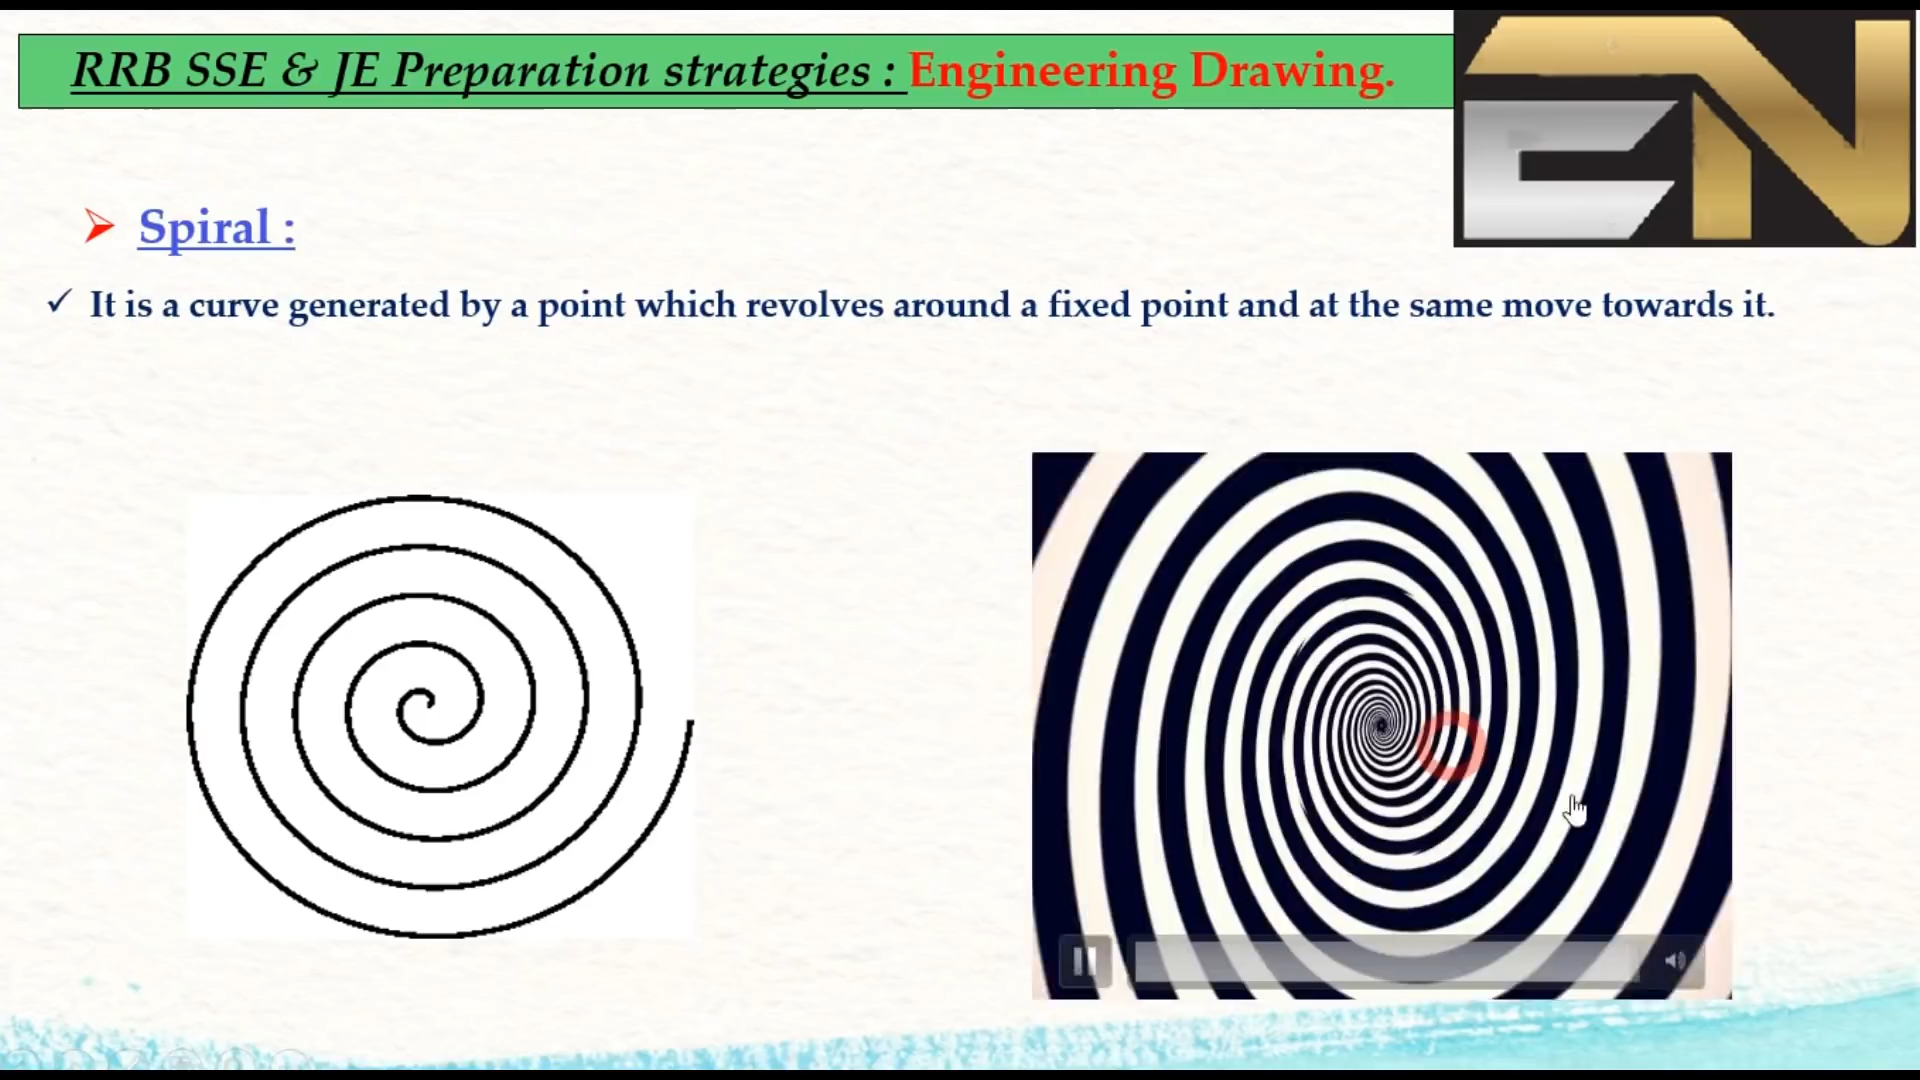 RRB SSE & JE Preparation strategies : Engineering Drawing.
EN
➢ Spiral :
✓ It is a curve generated by a point which revolves around a fixed point and at the same move towards it.